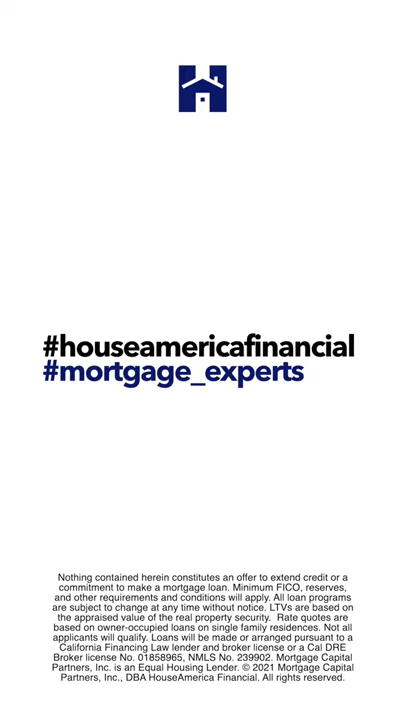 #houseamericafinancial
#mortgage_experts
Nothing contained herein constitutes an offer to extend credit or a
commitment to make a mortgage loan. Minimum FICO, reserves,
and other requirements and conditions will apply. All loan programs
are subject to change at any time without notice. LTVs are based on
the appraised value of the real property security.  Rate quotes are
based on owner-occupied loans on single family residences. Not all
applicants will qualify. Loans will be made or arranged pursuant to a
California Financing Law lender and broker license or a Cal DRE
Broker license No. 01858965, NMLS No. 239902. Mortgage Capital
Partners, Inc. is an Equal Housing Lender. © 2021 Mortgage Capital
Partners, Inc., DBA HouseAmerica Financial. All rights reserved.